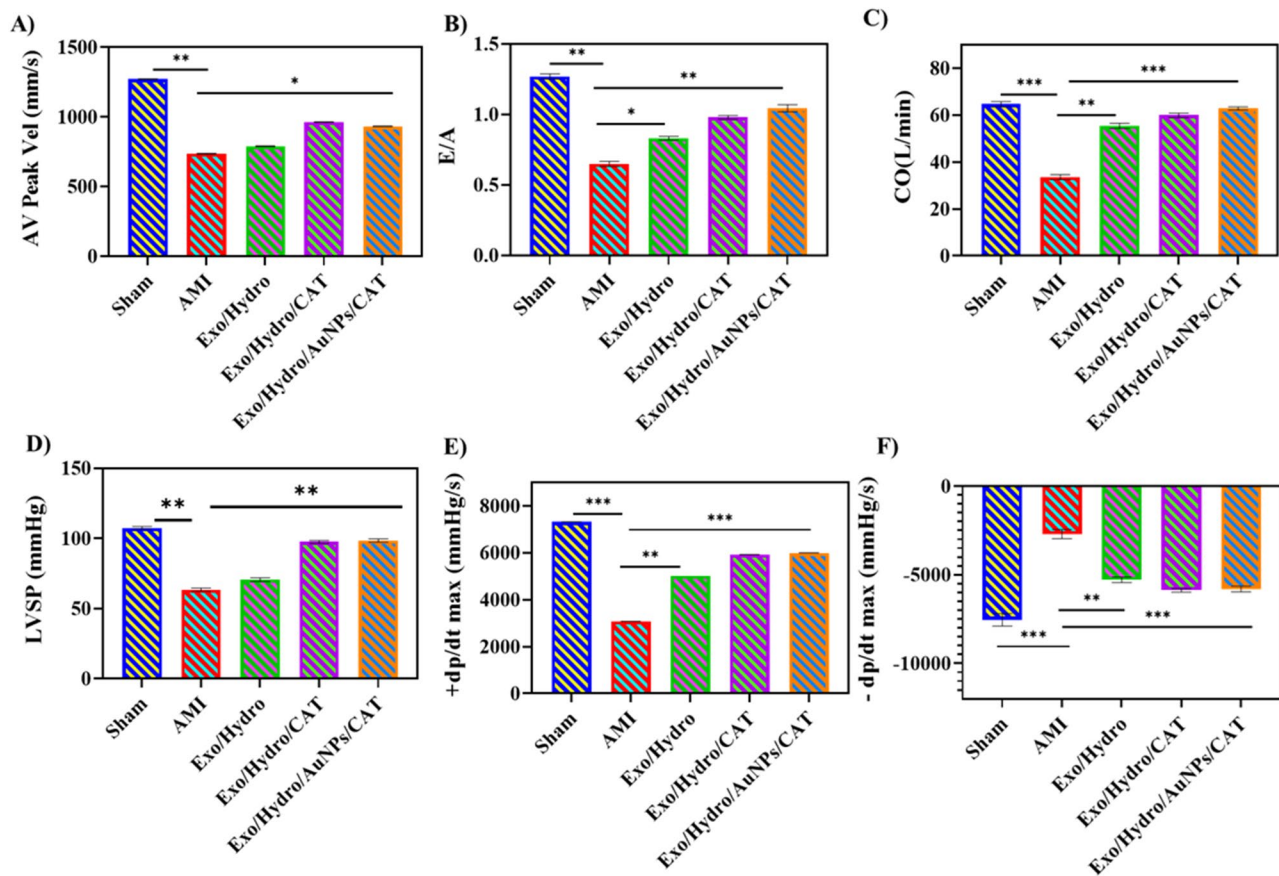 A)
AV Peak Vel (mm/s)
1500
1000
500
0
**
*
Sham
AMI
Exo/Hydro
Exo/Hydro/CAT
Exo/Hydro/AuNPs/CAT
B)
E/A
1.5
1.0
0.5
0.0
**
**
*
Sham
AMI
Exo/Hydro
Exo/Hydro/CAT
Exo/Hydro/AuNPs/CAT
C)
CO(L/min)
80
60
40
20
0
***
***
**
Sham
AMI
Exo/Hydro
Exo/Hydro/CAT
Exo/Hydro/AuNPs/CAT
D)
LVSP (mmHg)
150
100
50
0
**
**
Sham
AMI
Exo/Hydro
Exo/Hydro/CAT
Exo/Hydro/AuNPs/CAT
E)
+dp/dt max (mmHg/s)
8000
6000
4000
2000
0
***
***
**
Sham
AMI
Exo/Hydro
Exo/Hydro/CAT
Exo/Hydro/AuNPs/CAT
F)
- dp/dt max (mmHg/s)
0
-5000
-10000
**
***
***
Sham
AMI
Exo/Hydro
Exo/Hydro/CAT
Exo/Hydro/AuNPs/CAT